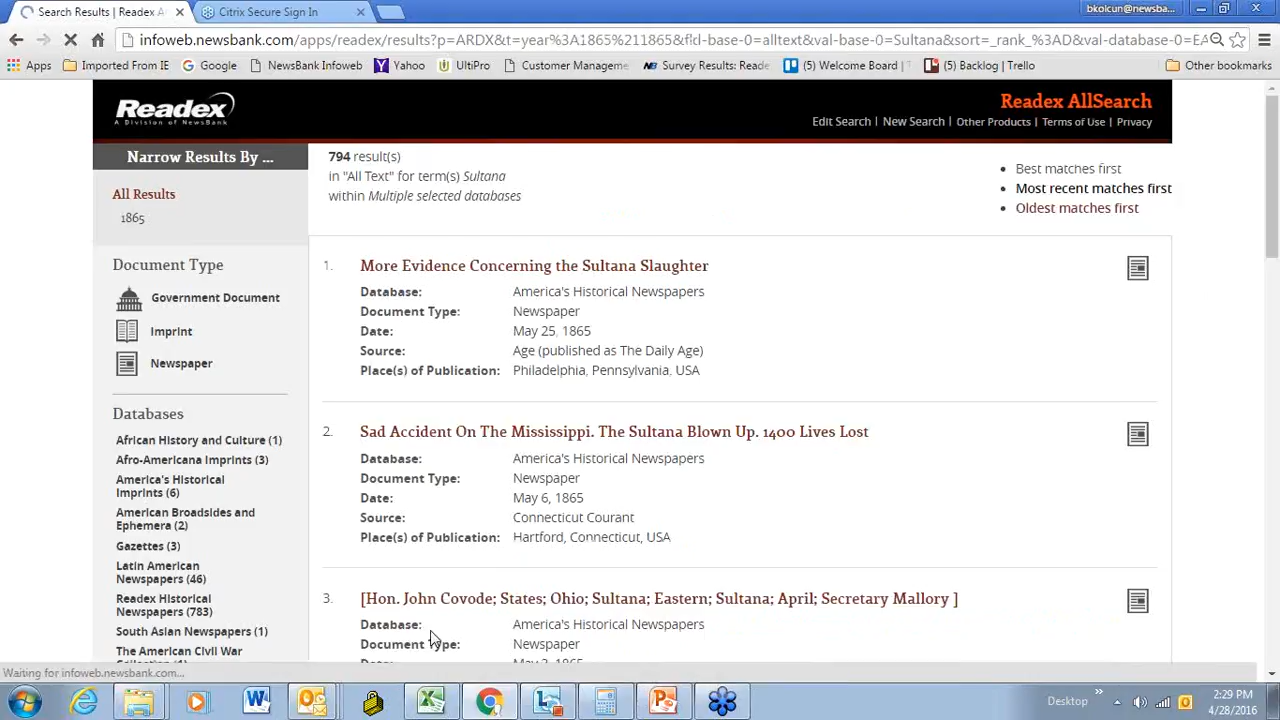 Search Results | Readex A
Citrix Secure Sign In
bkolcun@newsba...
infoweb.newsbank.com/apps/readex/results?p=ARDX&t=year%3A1865%211865&fld-base-0=alltext&val-base-0=Sultana&sort=_rank_%3AD&val-database-0=EA
Apps
Imported From IE
Google
NewsBank Infoweb
Yahoo
UltiPro
Customer Manageme
Survey Results: Reade
(5) Welcome Board |
(5) Backlog | Trello
Other bookmarks
Readex
A Division of NewsBank
Readex AllSearch
Edit Search | New Search | Other Products | Terms of Use | Privacy
Narrow Results By ...
All Results
1865
Document Type
Government Document
Imprint
Newspaper
Databases
African History and Culture (1)
Afro-Americana Imprints (3)
America's Historical
Imprints (6)
American Broadsides and
Ephemera (2)
Gazettes (3)
Latin American
Newspapers (46)
Readex Historical
Newspapers (783)
South Asian Newspapers (1)
The American Civil War
Collection (1)
794 result(s)
in "All Text" for term(s) Sultana
within Multiple selected databases
Best matches first
Most recent matches first
Oldest matches first
1. More Evidence Concerning the Sultana Slaughter
Database: America's Historical Newspapers
Document Type: Newspaper
Date: May 25, 1865
Source: Age (published as The Daily Age)
Place(s) of Publication: Philadelphia, Pennsylvania, USA
2. Sad Accident On The Mississippi. The Sultana Blown Up. 1400 Lives Lost
Database: America's Historical Newspapers
Document Type: Newspaper
Date: May 6, 1865
Source: Connecticut Courant
Place(s) of Publication: Hartford, Connecticut, USA
3. [Hon. John Covode; States; Ohio; Sultana; Eastern; Sultana; April; Secretary Mallory ]
Database: America's Historical Newspapers
Document Type: Newspaper
Waiting for infoweb.newsbank.com...
Desktop
2:29 PM
4/28/2016